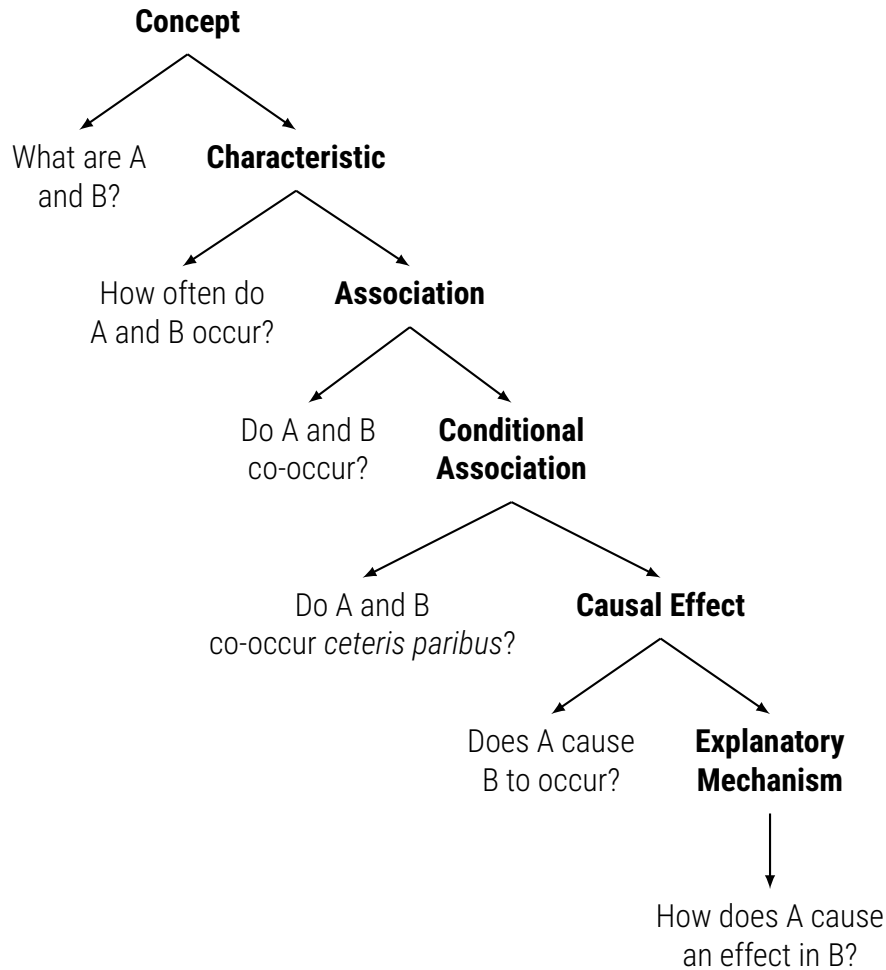 Concept
What are A
and B?
Characteristic
How often do
A and B occur?
Association
Do A and B
co-occur?
Conditional
Association
Do A and B
co-occur ceteris paribus?
Causal Effect
Does A cause
B to occur?
Explanatory
Mechanism
How does A cause
an effect in B?